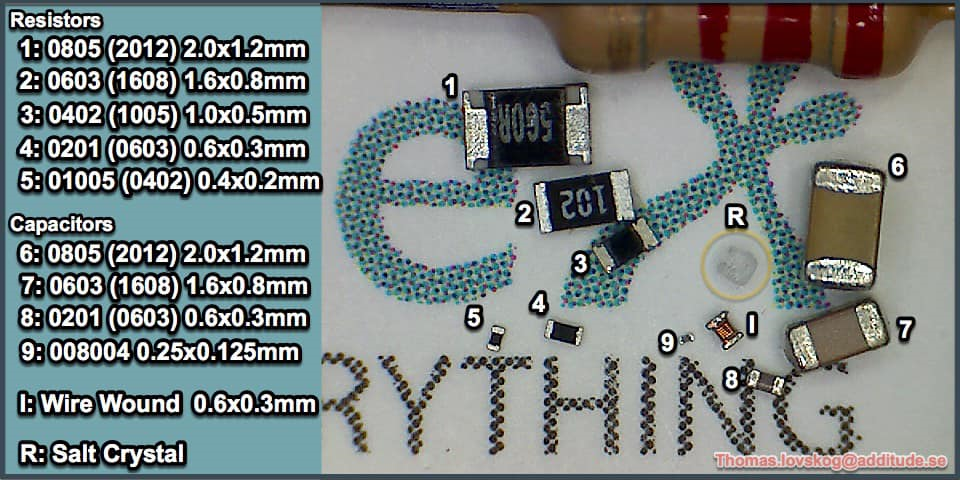 Resistors
1: 0805 (2012) 2.0x1.2mm
2: 0603 (1608) 1.6x0.8mm
3: 0402 (1005) 1.0x0.5mm
4: 0201 (0603) 0.6x0.3mm
5: 01005 (0402) 0.4x0.2mm
Capacitors
6: 0805 (2012) 2.0x1.2mm
7: 0603 (1608) 1.6x0.8mm
8: 0201 (0603) 0.6x0.3mm
9: 008004 0.25x0.125mm
I: Wire Wound 0.6x0.3mm
R: Salt Crystal
1
560R
6
2
102
R
3
ext
5
4
9
I
7
8
RYTHING
Thomas.lovskog@additude.se